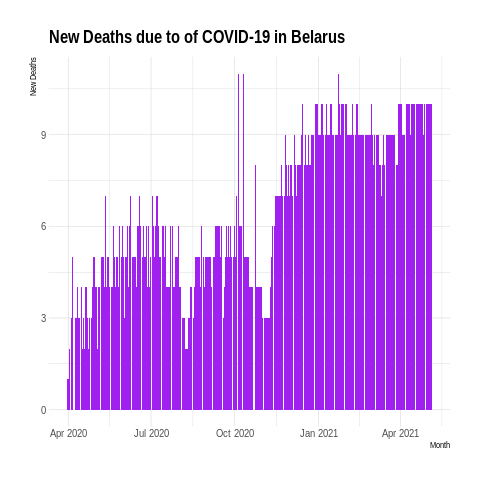 New Deaths due to of COVID-19 in Belarus
New Deaths
9
6
3
0
Apr 2020 Jul 2020 Oct 2020 Jan 2021 Apr 2021
Month